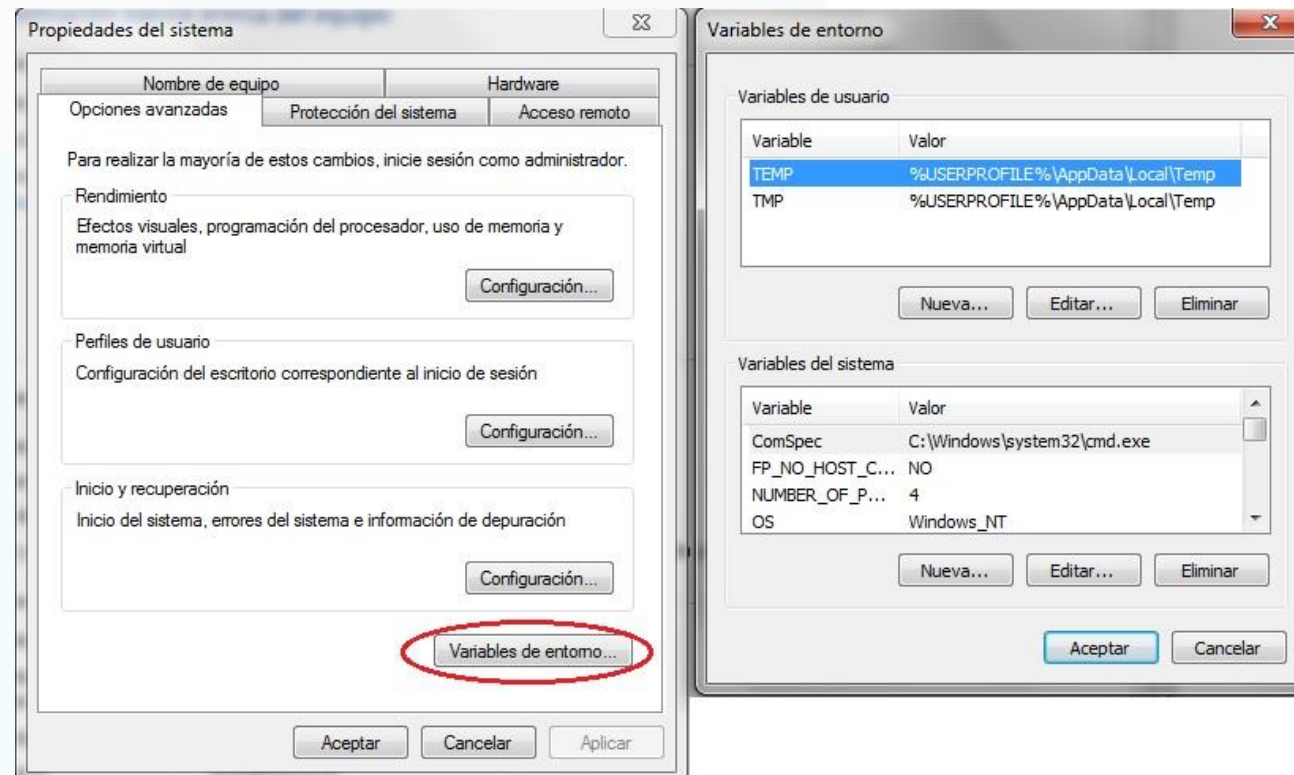 Propiedades del sistema
Nombre de equipo
Hardware
Opciones avanzadas
Protección del sistema
Acceso remoto
Para realizar la mayoría de estos cambios, inicie sesión como administrador.
Rendimiento
Efectos visuales, programación del procesador, uso de memoria y
memoria virtual
Configuración...
Perfiles de usuario
Configuración del escritorio correspondiente al inicio de sesión
Configuración...
Inicio y recuperación
Inicio del sistema, errores del sistema e información de depuración
Configuración...
Variables de entorno...
Aceptar
Cancelar
Aplicar
Variables de entorno
Variables de usuario
Variable Valor
TEMP %USERPROFILE%\AppData\Local\Temp
TMP %USERPROFILE%\AppData\Local\Temp
Nueva... Editar... Eliminar
Variables del sistema
Variable Valor
ComSpec C:\Windows\system32\cmd.exe
FP_NO_HOST_C... NO
NUMBER_OF_P... 4
OS Windows_NT
Nueva... Editar... Eliminar
Aceptar Cancelar